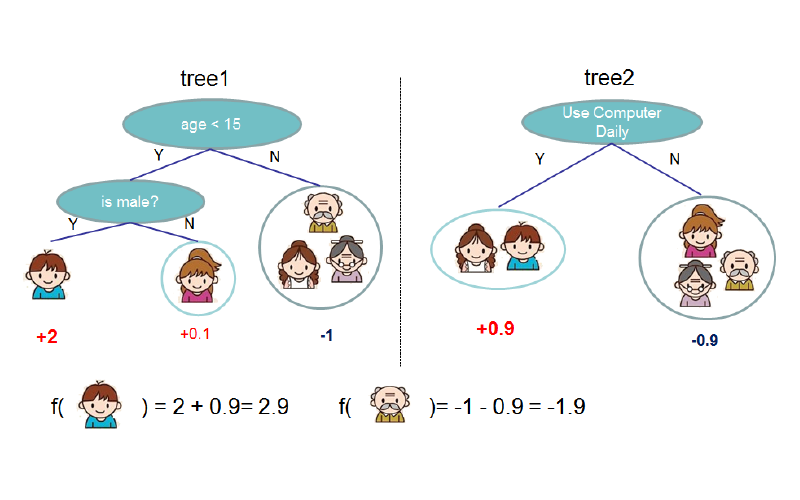 tree1
tree2
age < 15
Use Computer
Daily
Y
N
Y
N
is male?
Y
N
+2
+0.1
-1
+0.9
-0.9
f( ) = 2 + 0.9= 2.9
f( )= -1 - 0.9 = -1.9